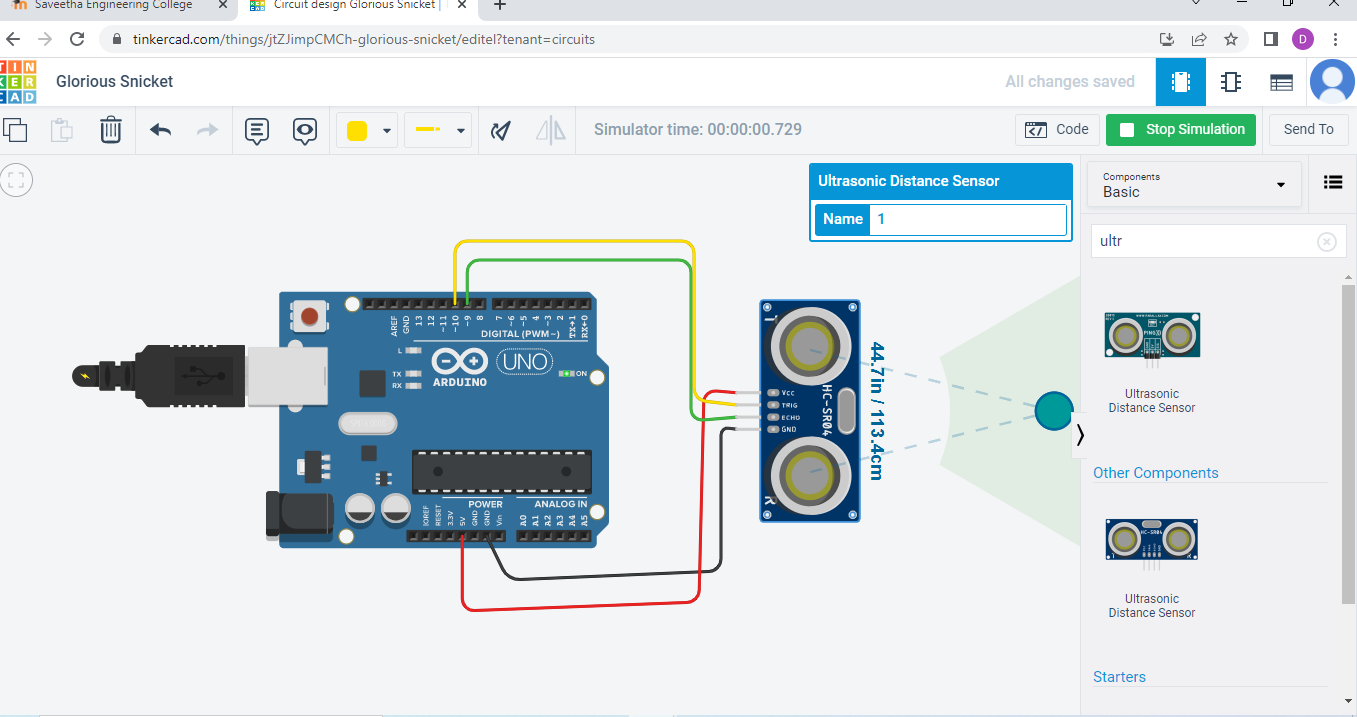 Saveetha Engineering College
Circuit design Glorious Snicket |
tinkercad.com/things/jtZJimpCMCh-glorious-snicket/editel?tenant=circuits
D
TIN
KER
CAD
Glorious Snicket
All changes saved
Simulator time: 00:00:00.729
Code
Stop Simulation
Send To
Ultrasonic Distance Sensor
Name 1
Components
Basic
ultr
AREF
GND
13
12
~11
~10
~9
8
7
~6
~5
4
~3
2
TX→1
RX←0
DIGITAL (PWM~)
L
TX
RX
ARDUINO
UNO
ON
POWER
ANALOG IN
IOREF
RESET
3.3V
5V
GND
GND
Vin
A0
A1
A2
A3
A4
A5
T
Vcc
TRIG
ECHO
GND
HC-SR04
R
44.7in / 113.4cm
Ultrasonic
Distance Sensor
Other Components
HC-SR04
Ultrasonic
Distance Sensor
Starters